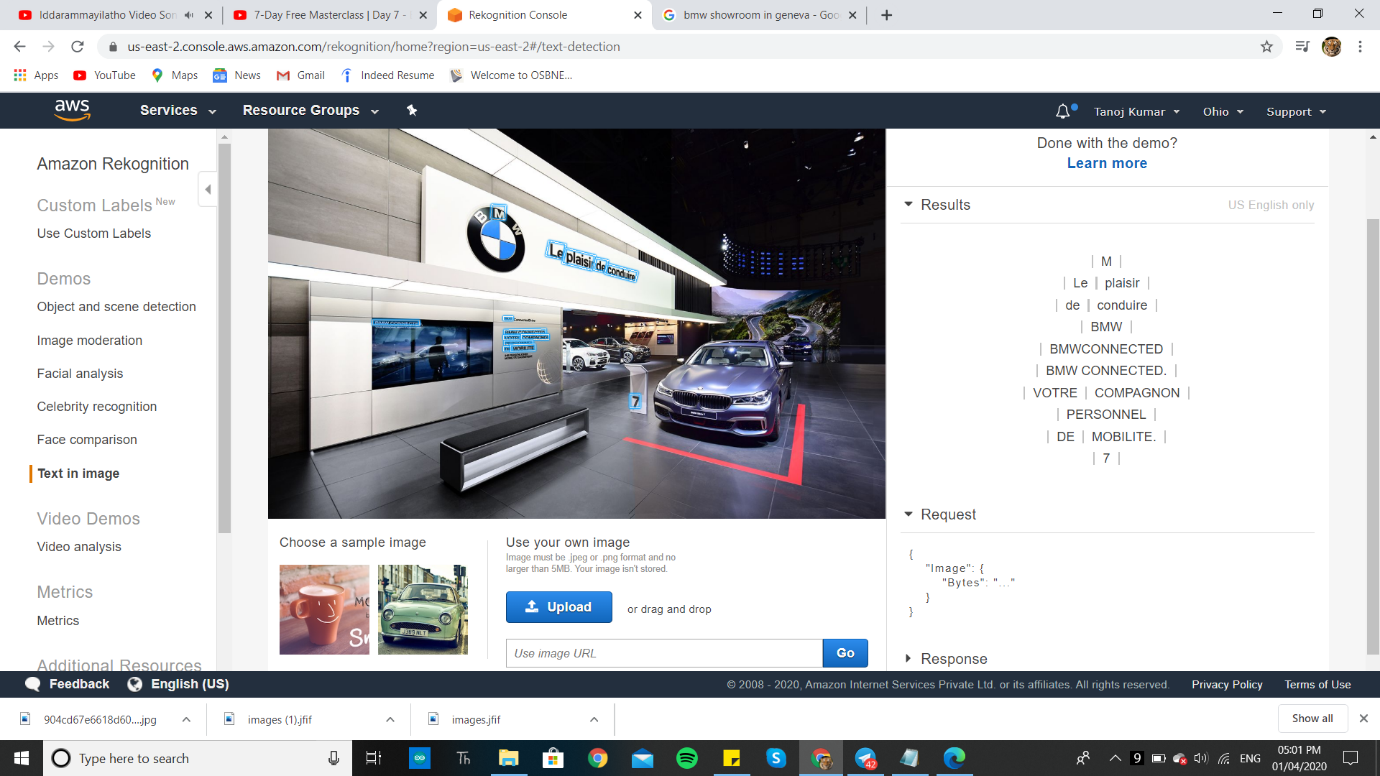 Iddarammayilatho Video Son
7-Day Free Masterclass | Day 7 -
Rekognition Console
bmw showroom in geneva - Goo
us-east-2.console.aws.amazon.com/rekognition/home?region=us-east-2#/text-detection
Apps
YouTube
Maps
News
Gmail
Indeed Resume
Welcome to OSBNE...
aws
Services
Resource Groups
Tanoj Kumar
Ohio
Support
Amazon Rekognition
Custom Labels New
Use Custom Labels
Demos
Object and scene detection
Image moderation
Facial analysis
Celebrity recognition
Face comparison
Text in image
Video Demos
Video analysis
Metrics
Metrics
Additional Resources
BMW
Le plaisir de conduire
7
Choose a sample image
Use your own image
Image must be .jpeg or .png format and no
larger than 5MB. Your image isn't stored.
Upload
or drag and drop
Use image URL
Go
Done with the demo?
Learn more
Results
US English only
| M |
| Le || plaisir |
| de || conduire |
| BMW |
| BMWCONNECTED |
| BMW CONNECTED. |
| VOTRE | COMPAGNON |
| PERSONNEL |
| DE | MOBILITE. |
| 7 |
Request
{
"Image": {
"Bytes": "..."
}
}
Response
Feedback
English (US)
© 2008 - 2020, Amazon Internet Services Private Ltd. or its affiliates. All rights reserved.
Privacy Policy
Terms of Use
904cd67e6618d60....jpg
images (1).jfif
images.jfif
Show all
Type here to search
Th
42
9
ENG
05:01 PM
01/04/2020